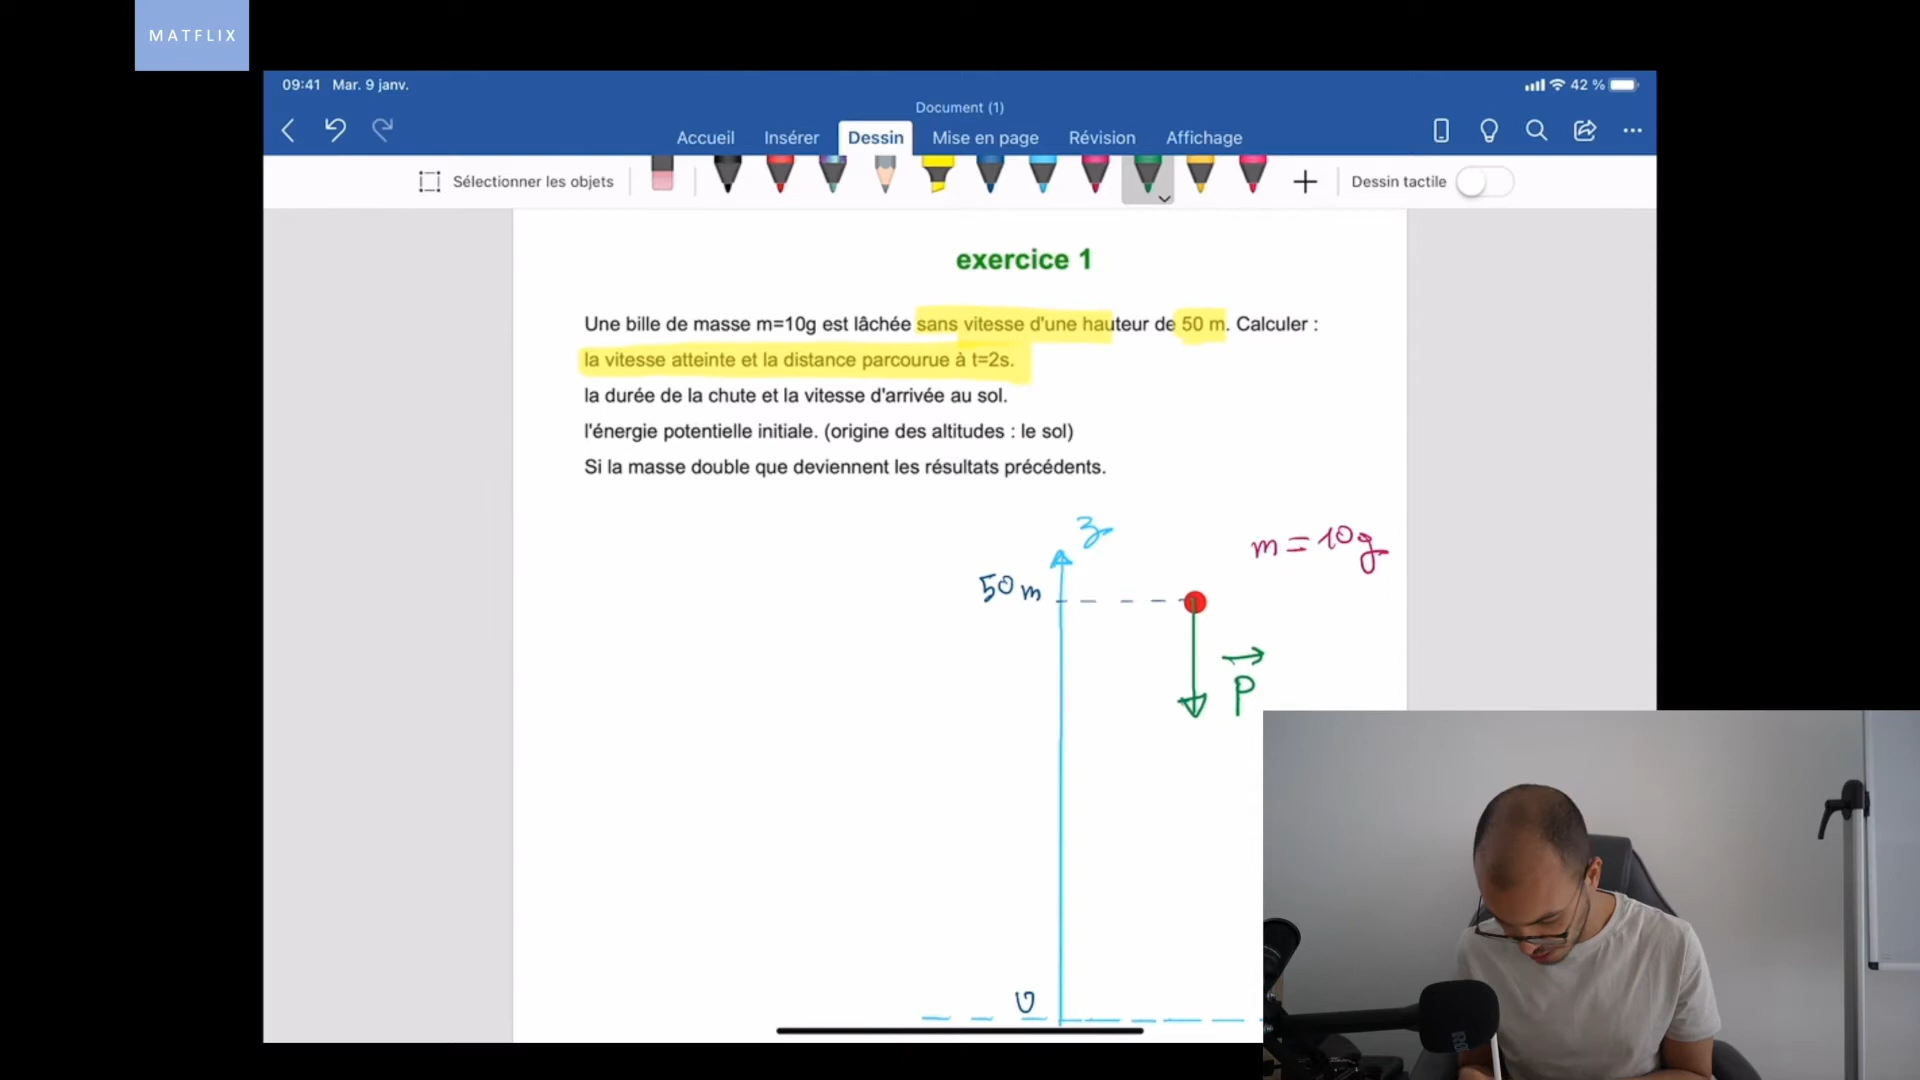 MATFLIX
09:41 Mar. 9 janv.
42 %
Document (1)
Accueil Insérer Dessin Mise en page Révision Affichage
Sélectionner les objets
Dessin tactile
exercice 1
Une bille de masse m=10g est lâchée sans vitesse d'une hauteur de 50 m. Calculer :
la vitesse atteinte et la distance parcourue à t=2s.
la durée de la chute et la vitesse d'arrivée au sol.
l'énergie potentielle initiale. (origine des altitudes : le sol)
Si la masse double que deviennent les résultats précédents.
z
m = 10g
50 m
P
0